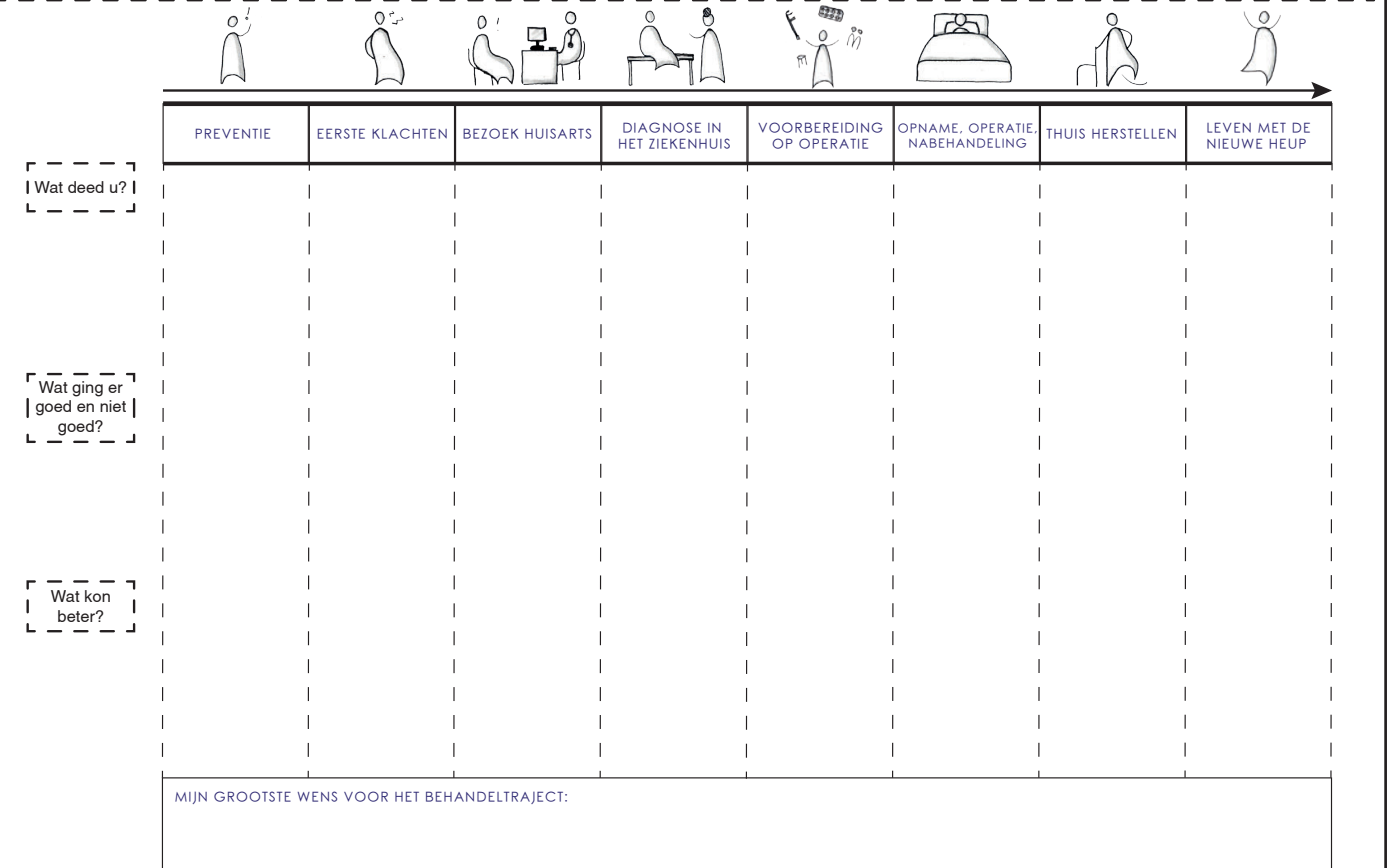 PREVENTIE
EERSTE KLACHTEN
BEZOEK HUISARTS
DIAGNOSE IN
HET ZIEKENHUIS
VOORBEREIDING
OP OPERATIE
OPNAME, OPERATIE,
NABEHANDELING
THUIS HERSTELLEN
LEVEN MET DE
NIEUWE HEUP
Wat deed u?
Wat ging er
goed en niet
goed?
Wat kon
beter?
MIJN GROOTSTE WENS VOOR HET BEHANDELTRAJECT: